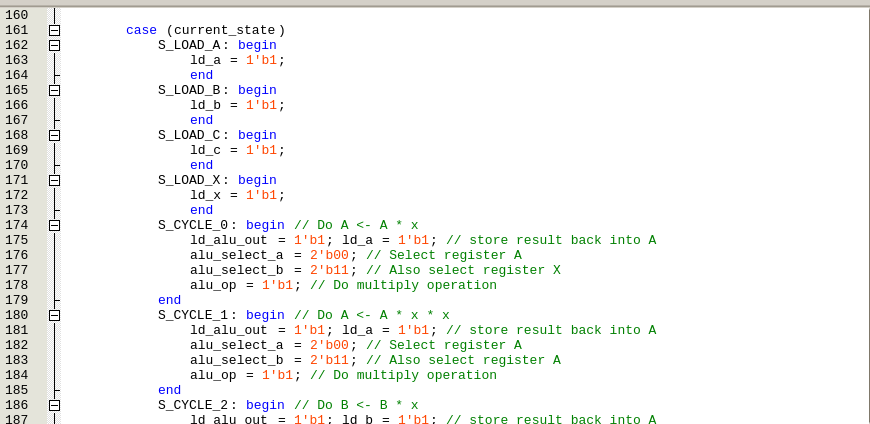 160
161 case (current_state)
162 S_LOAD_A: begin
163 ld_a = 1'b1;
164 end
165 S_LOAD_B: begin
166 ld_b = 1'b1;
167 end
168 S_LOAD_C: begin
169 ld_c = 1'b1;
170 end
171 S_LOAD_X: begin
172 ld_x = 1'b1;
173 end
174 S_CYCLE_0: begin // Do A <- A * x
175 ld_alu_out = 1'b1; ld_a = 1'b1; // store result back into A
176 alu_select_a = 2'b00; // Select register A
177 alu_select_b = 2'b11; // Also select register X
178 alu_op = 1'b1; // Do multiply operation
179 end
180 S_CYCLE_1: begin // Do A <- A * x * x
181 ld_alu_out = 1'b1; ld_a = 1'b1; // store result back into A
182 alu_select_a = 2'b00; // Select register A
183 alu_select_b = 2'b11; // Also select register A
184 alu_op = 1'b1; // Do multiply operation
185 end
186 S_CYCLE_2: begin // Do B <- B * x
187 ld_alu_out = 1'b1; ld_b = 1'b1; // store result back into A